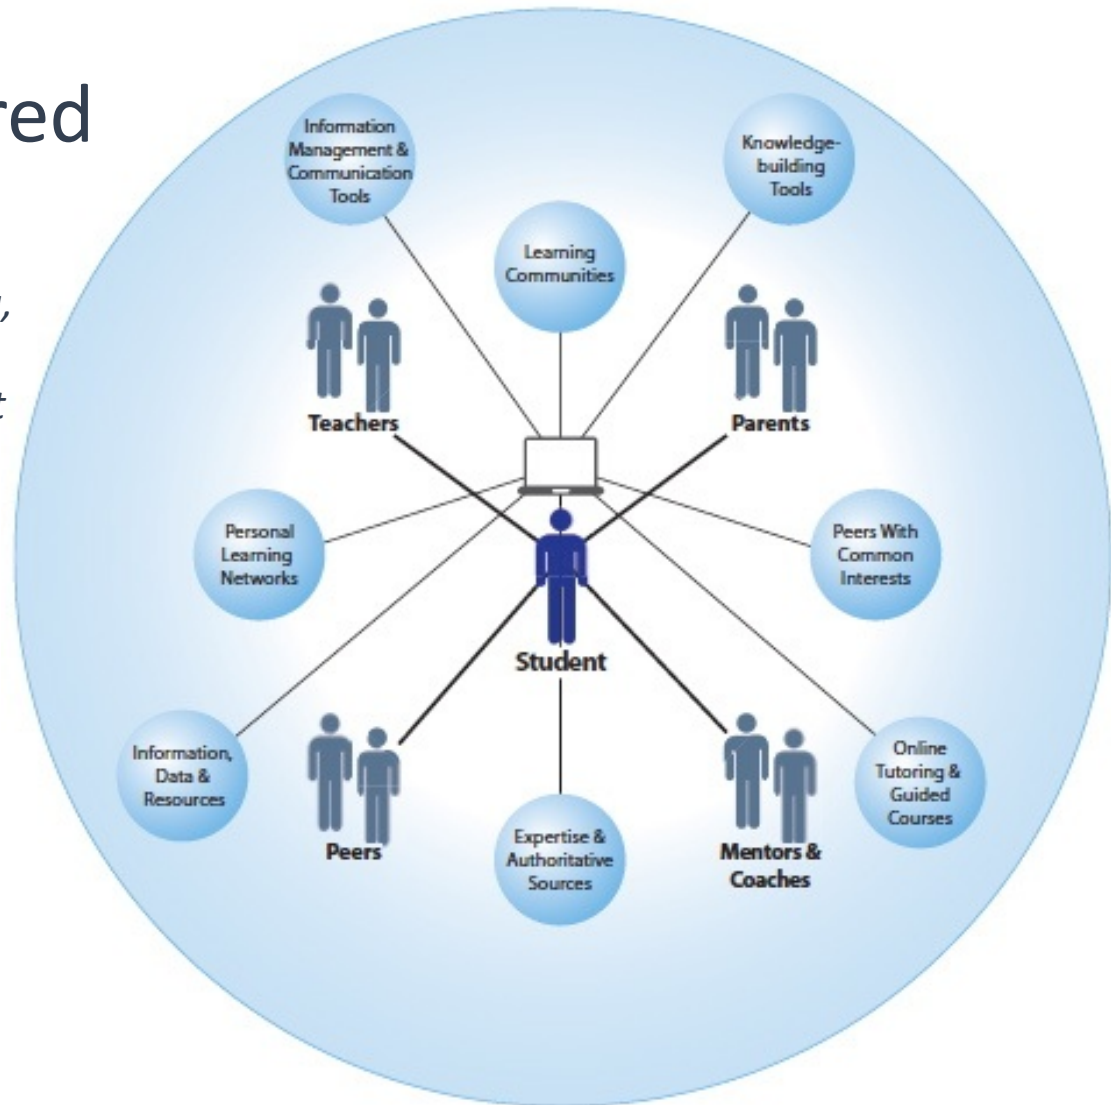 red
Information
Management &
Communication
Tools
Knowledge-
building
Tools
Learning
Communities
Teachers
Parents
Personal
Learning
Networks
Peers With
Common
Interests
Student
Information,
Data &
Resources
Online
Tutoring &
Guided
Courses
Peers
Expertise &
Authoritative
Sources
Mentors &
Coaches